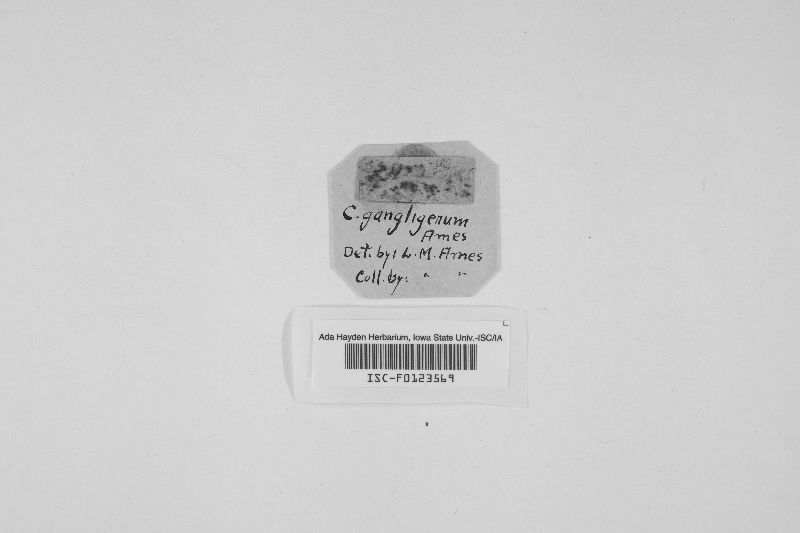 C. gangligerum
Ames
Det. by: L. M. Ames
Coll. by: " "
Ada Hayden Herbarium, Iowa State Univ.-ISC/IA
ISC-F0123569